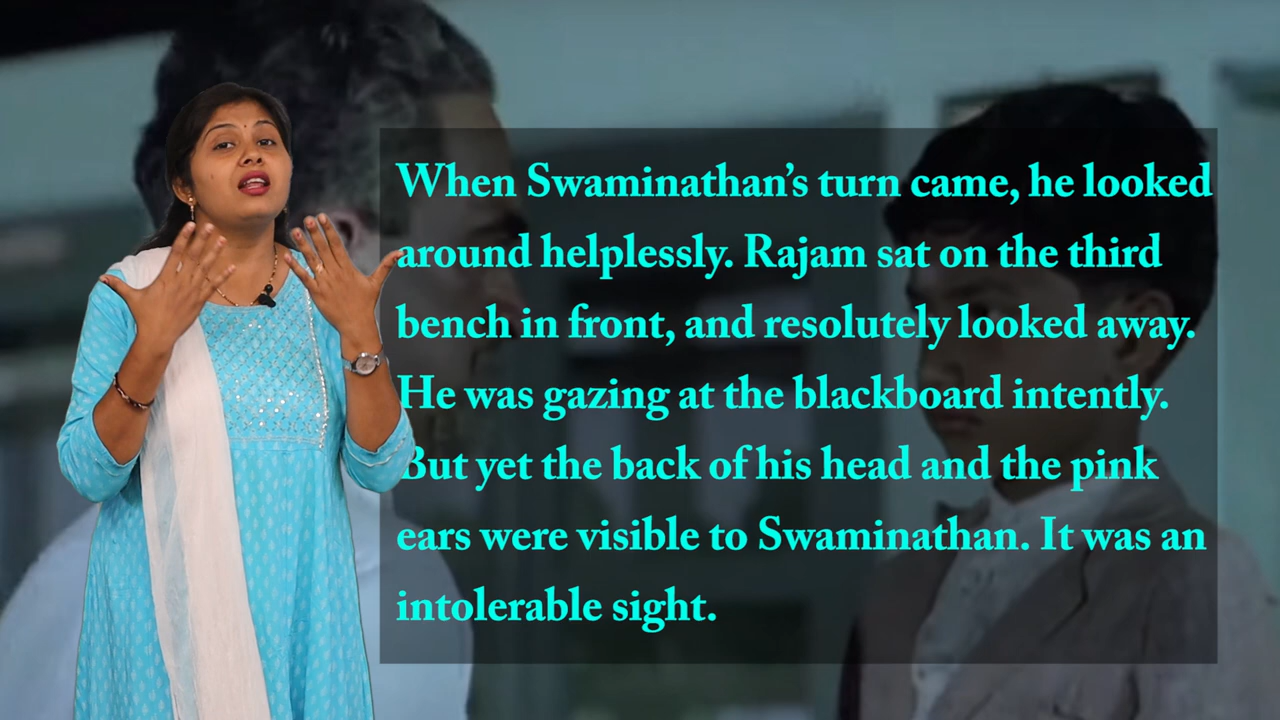 When Swaminathan’s turn came, he looked
around helplessly. Rajam sat on the third
bench in front, and resolutely looked away.
He was gazing at the blackboard intently.
But yet the back of his head and the pink
ears were visible to Swaminathan. It was an
intolerable sight.